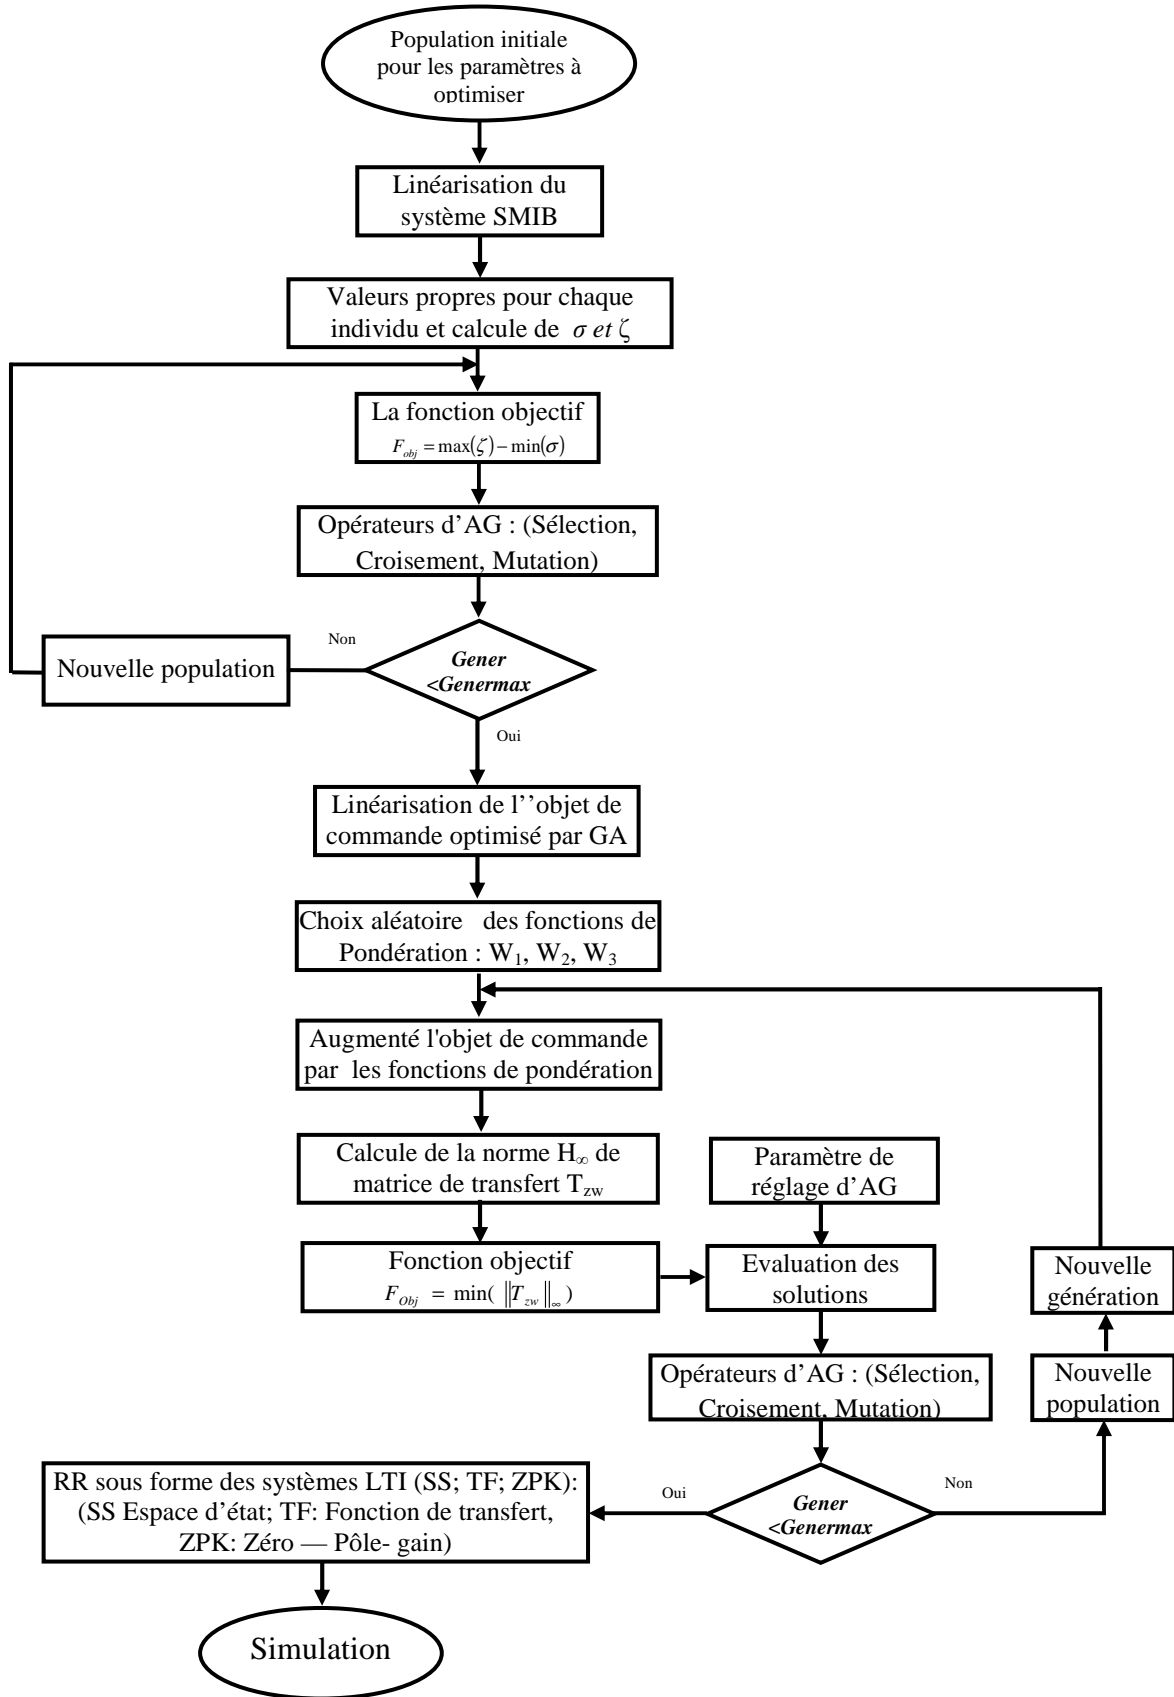 Population initiale
pour les paramètres à
optimiser
Linéarisation du
système SMIB
Valeurs propres pour chaque
individu et calcule de σ et ζ
La fonction objectif
F_obj = max(ζ) − min(σ)
Opérateurs d'AG : (Sélection,
Croisement, Mutation)
Non
Nouvelle population
Gener
<Genermax
Oui
Linéarisation de l''objet de
commande optimisé par GA
Choix aléatoire des fonctions de
Pondération : W₁, W₂, W₃
Augmenté l'objet de commande
par les fonctions de pondération
Calcule de la norme H∞ de
matrice de transfert T_zw
Paramètre de
réglage d'AG
Fonction objectif
F_Obj = min( ‖T_zw‖∞ )
Evaluation des
solutions
Nouvelle
génération
Opérateurs d'AG : (Sélection,
Croisement, Mutation)
Nouvelle
population
RR sous forme des systèmes LTI (SS; TF; ZPK):
(SS Espace d'état; TF: Fonction de transfert,
ZPK: Zéro — Pôle- gain)
Oui
Gener
<Genermax
Non
Simulation